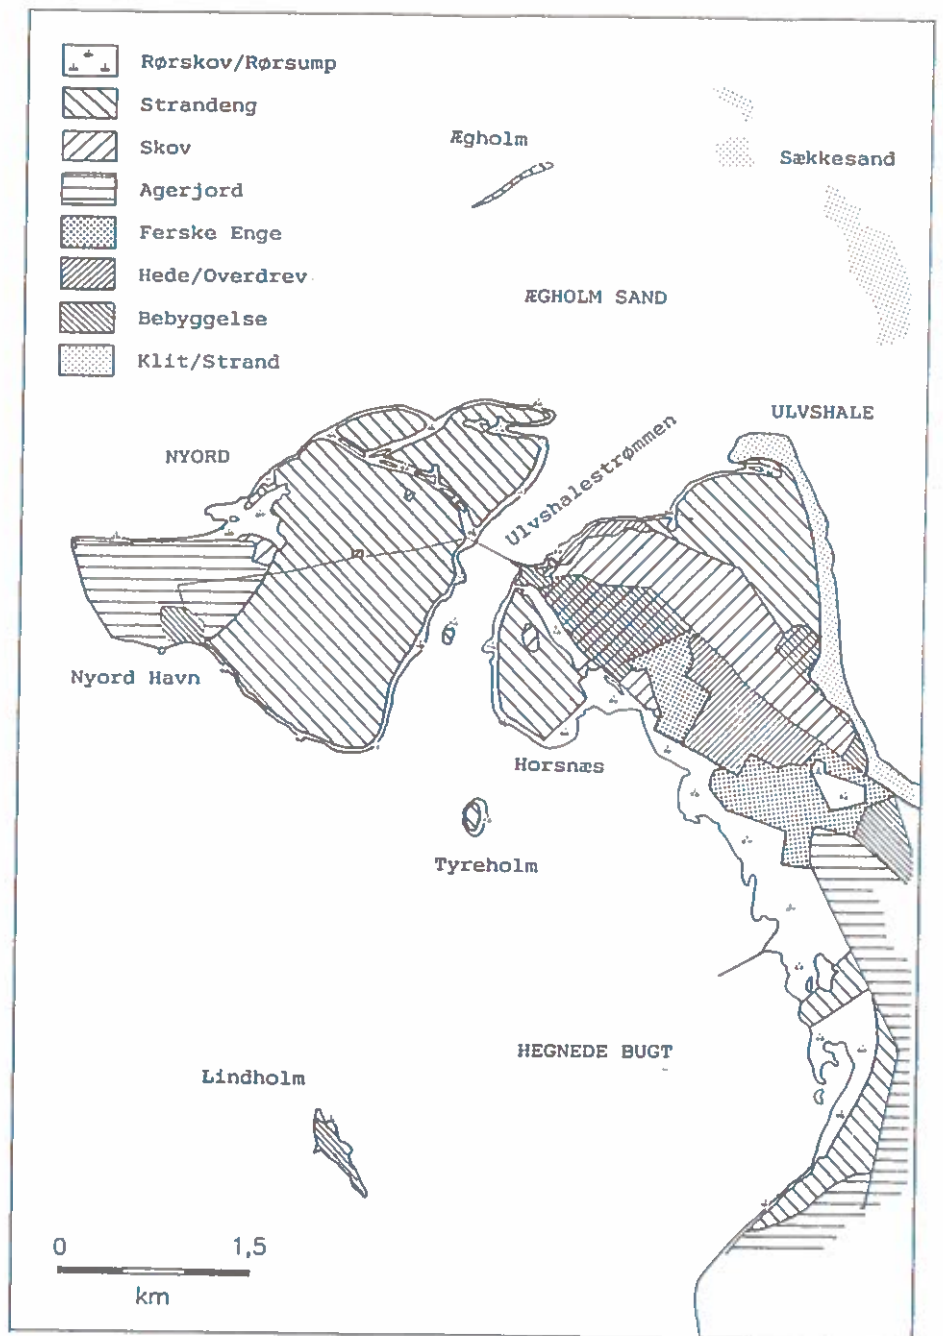 Rørskov/Rørsump
Strandeng
Skov
Agerjord
Ferske Enge
Hede/Overdrev
Bebyggelse
Klit/Strand
Ægholm
Sækkesand
ÆGHOLM SAND
ULVSHALE
NYORD
Ulvshalestrømmen
Nyord Havn
Horsnæs
Tyreholm
HEGNEDE BUGT
Lindholm
0 1,5
km